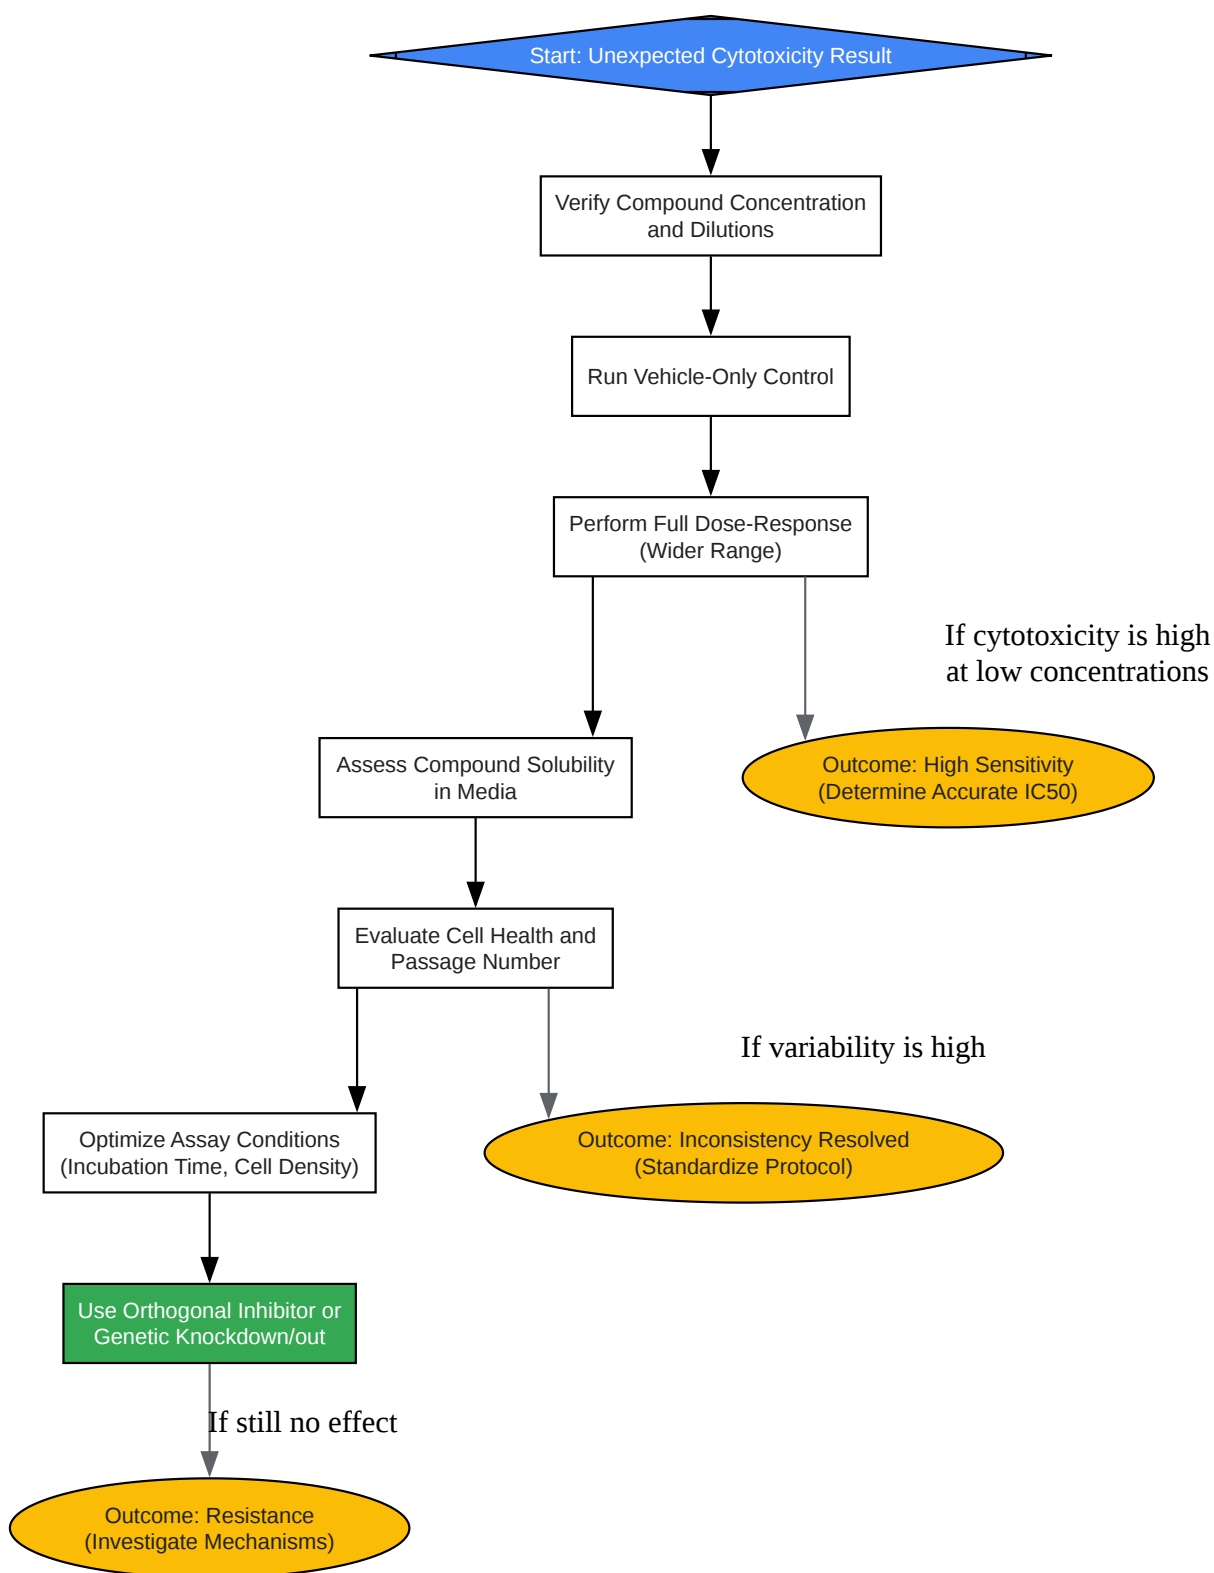 Start: Unexpected Cytotoxicity Result
Verify Compound Concentration
and Dilutions
Run Vehicle-Only Control
Perform Full Dose-Response
(Wider Range)
If cytotoxicity is high
at low concentrations
Assess Compound Solubility
in Media
Outcome: High Sensitivity
(Determine Accurate IC50)
Evaluate Cell Health and
Passage Number
If variability is high
Optimize Assay Conditions
(Incubation Time, Cell Density)
Outcome: Inconsistency Resolved
(Standardize Protocol)
Use Orthogonal Inhibitor or
Genetic Knockdown/out
If still no effect
Outcome: Resistance
(Investigate Mechanisms)